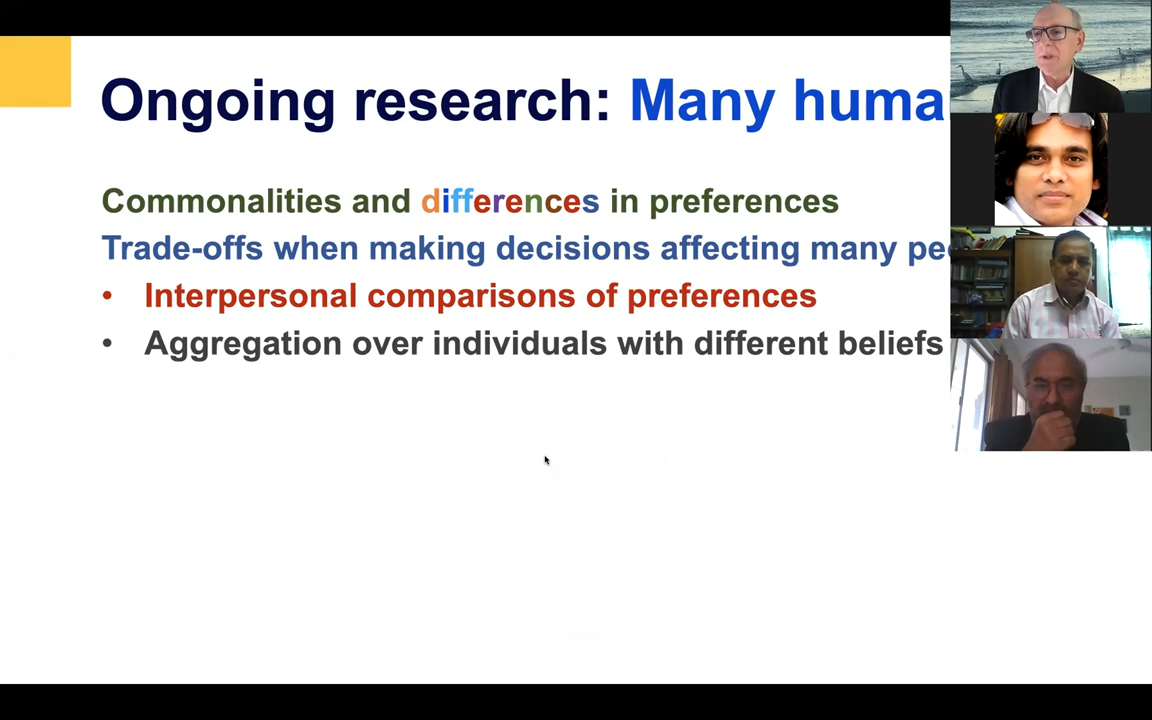 Ongoing research: Many huma
Commonalities and differences in preferences
Trade-offs when making decisions affecting many pe
• Interpersonal comparisons of preferences
• Aggregation over individuals with different beliefs